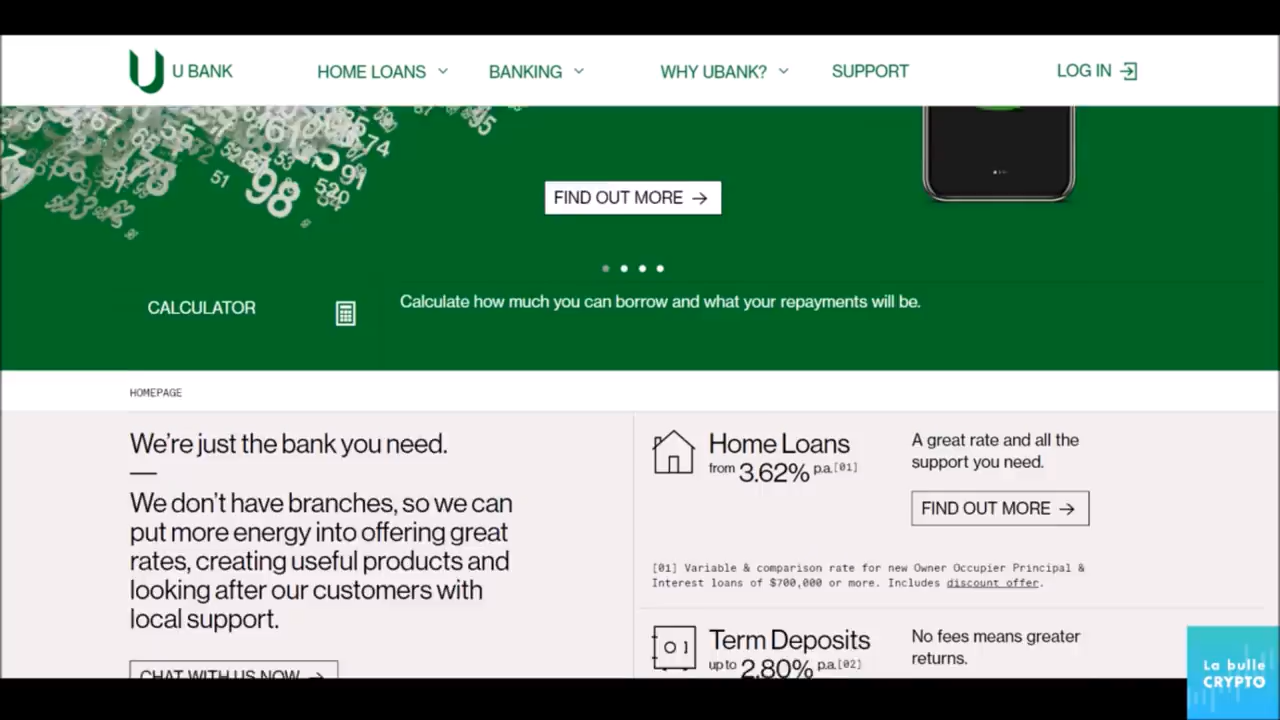 U BANK
HOME LOANS
BANKING
WHY UBANK?
SUPPORT
LOG IN
95
74
91
51
98
FIND OUT MORE →
CALCULATOR
Calculate how much you can borrow and what your repayments will be.
HOMEPAGE
We're just the bank you need.
We don't have branches, so we can
put more energy into offering great
rates, creating useful products and
looking after our customers with
local support.
CHAT WITH US NOW →
Home Loans
from 3.62% p.a.[01]
A great rate and all the
support you need.
FIND OUT MORE →
[01] Variable & comparison rate for new Owner Occupier Principal &
Interest loans of $700,000 or more. Includes discount offer.
Term Deposits
up to 2.80% p.a.[02]
No fees means greater
returns.
La bulle
CRYPTO